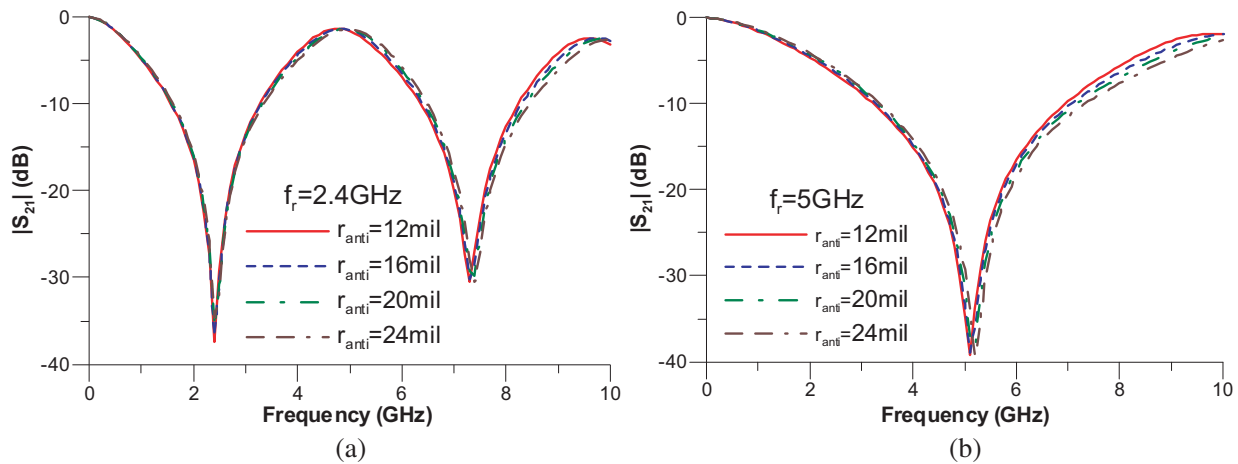 0
-10
-20
-30
-40
|S21| (dB)
fr=2.4GHz
ranti=12mil
ranti=16mil
ranti=20mil
ranti=24mil
0 2 4 6 8 10
Frequency (GHz)
(a)
0
-10
-20
-30
-40
|S21| (dB)
fr=5GHz
ranti=12mil
ranti=16mil
ranti=20mil
ranti=24mil
0 2 4 6 8 10
Frequency (GHz)
(b)